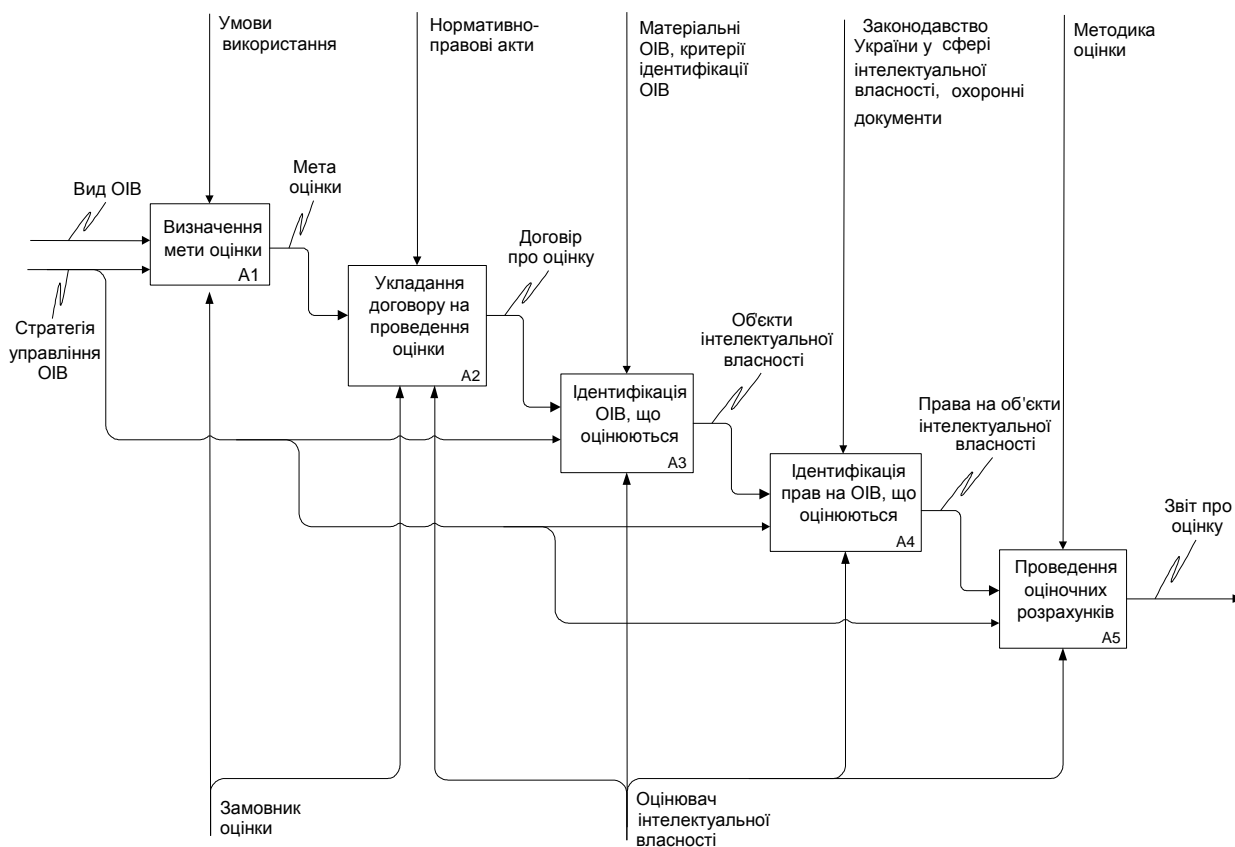 Умови
використання
Нормативно-
правові акти
Матеріальні
ОІВ, критерії
ідентифікації
ОІВ
Законодавство
України у сфері
інтелектуальної
власності, охоронні
документи
Методика
оцінки
Вид ОІВ
Мета
оцінки
Визначення
мети оцінки
А1
Стратегія
управління
ОІВ
Договір
про оцінку
Укладання
договору на
проведення
оцінки
А2
Об'єкти
інтелектуальної
власності
Ідентифікація
ОІВ, що
оцінюються
А3
Права на об’єкти
інтелектуальної
власності
Ідентифікація
прав на ОІВ, що
оцінюються
А4
Звіт про
оцінку
Проведення
оціночних
розрахунків
А5
Замовник
оцінки
Оцінювач
інтелектуальної
власності